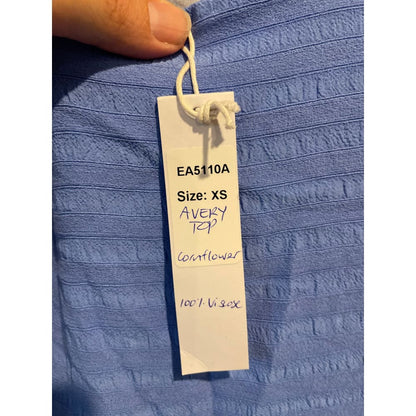 EA5110A
Size: XS
AVERY
TOP
Cornflower
100% Viscose